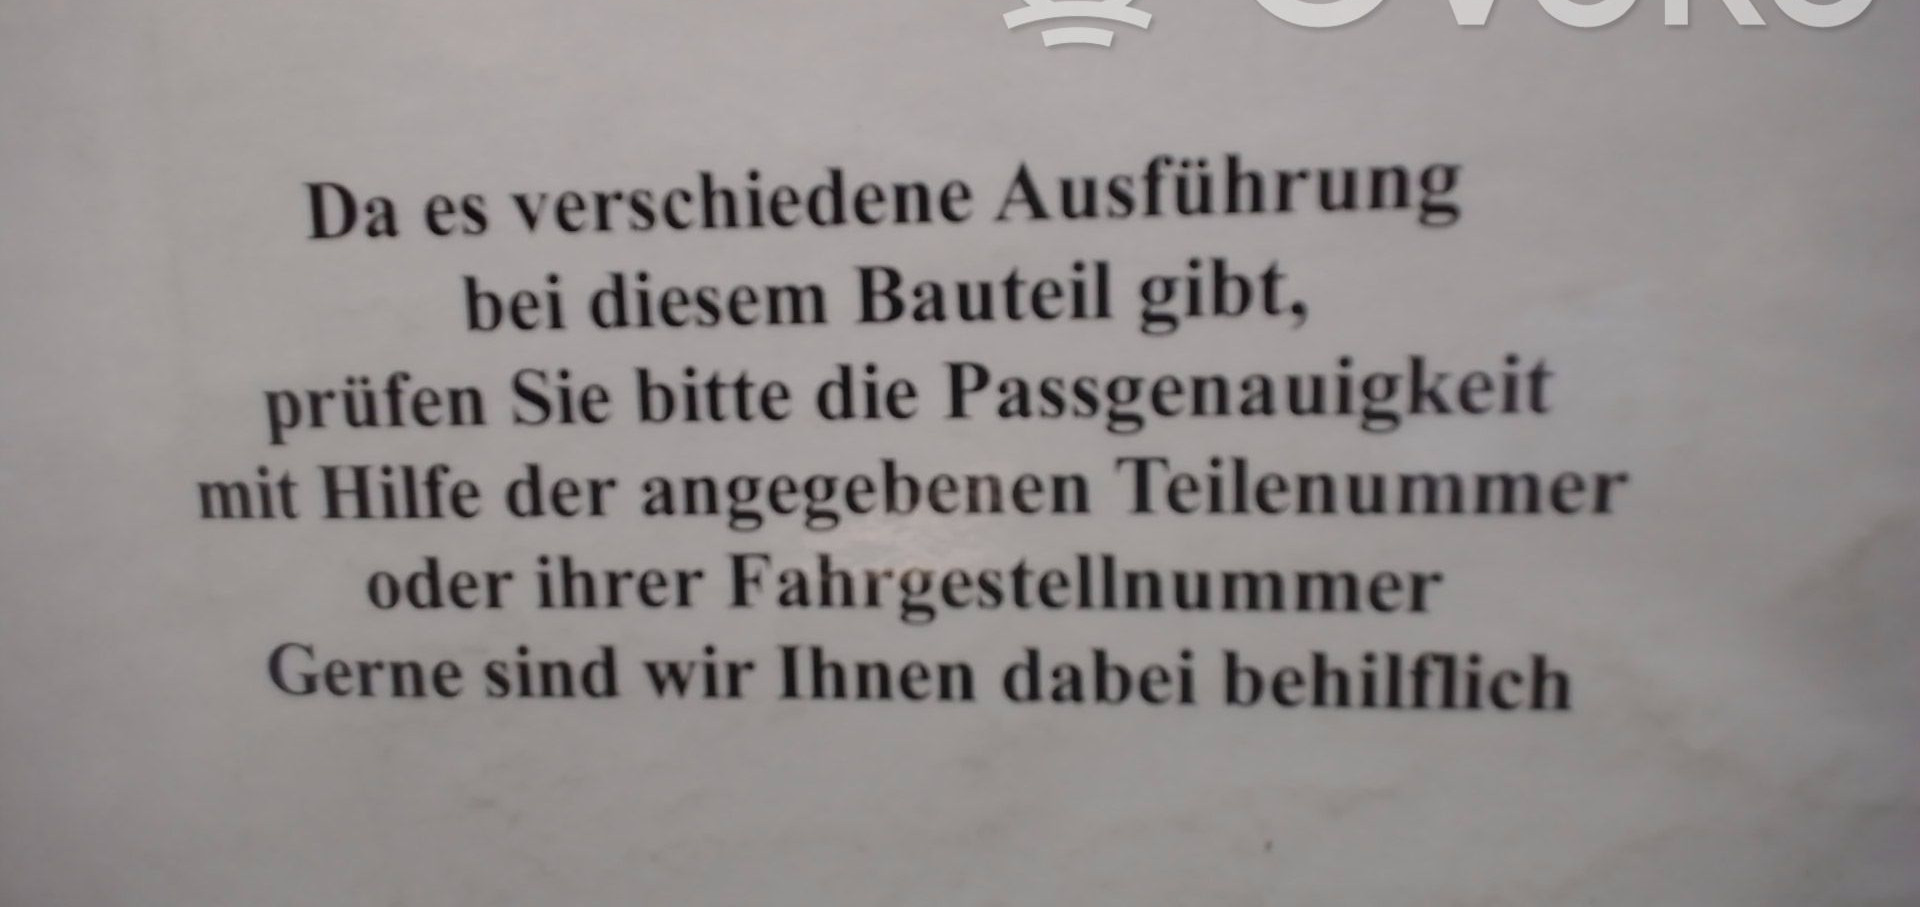 Da es verschiedene Ausführung
bei diesem Bauteil gibt,
prüfen Sie bitte die Passgenauigkeit
mit Hilfe der angegebenen Teilenummer
oder ihrer Fahrgestellnummer
Gerne sind wir Ihnen dabei behilflich